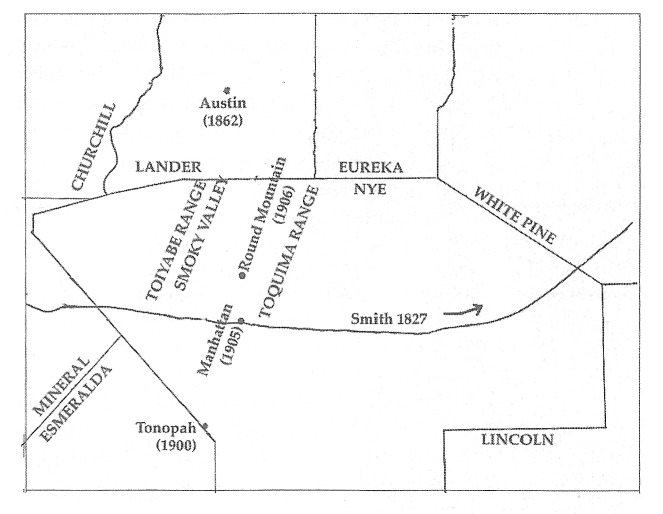 CHURCHILL
Austin
(1862)
LANDER
EUREKA
NYE
WHITE PINE
TOIYABE RANGE
SMOKY VALLEY
Round Mountain
(1906)
TOQUIMA RANGE
Manhattan
(1905)
Smith 1827
MINERAL
ESMERALDA
Tonopah
(1900)
LINCOLN